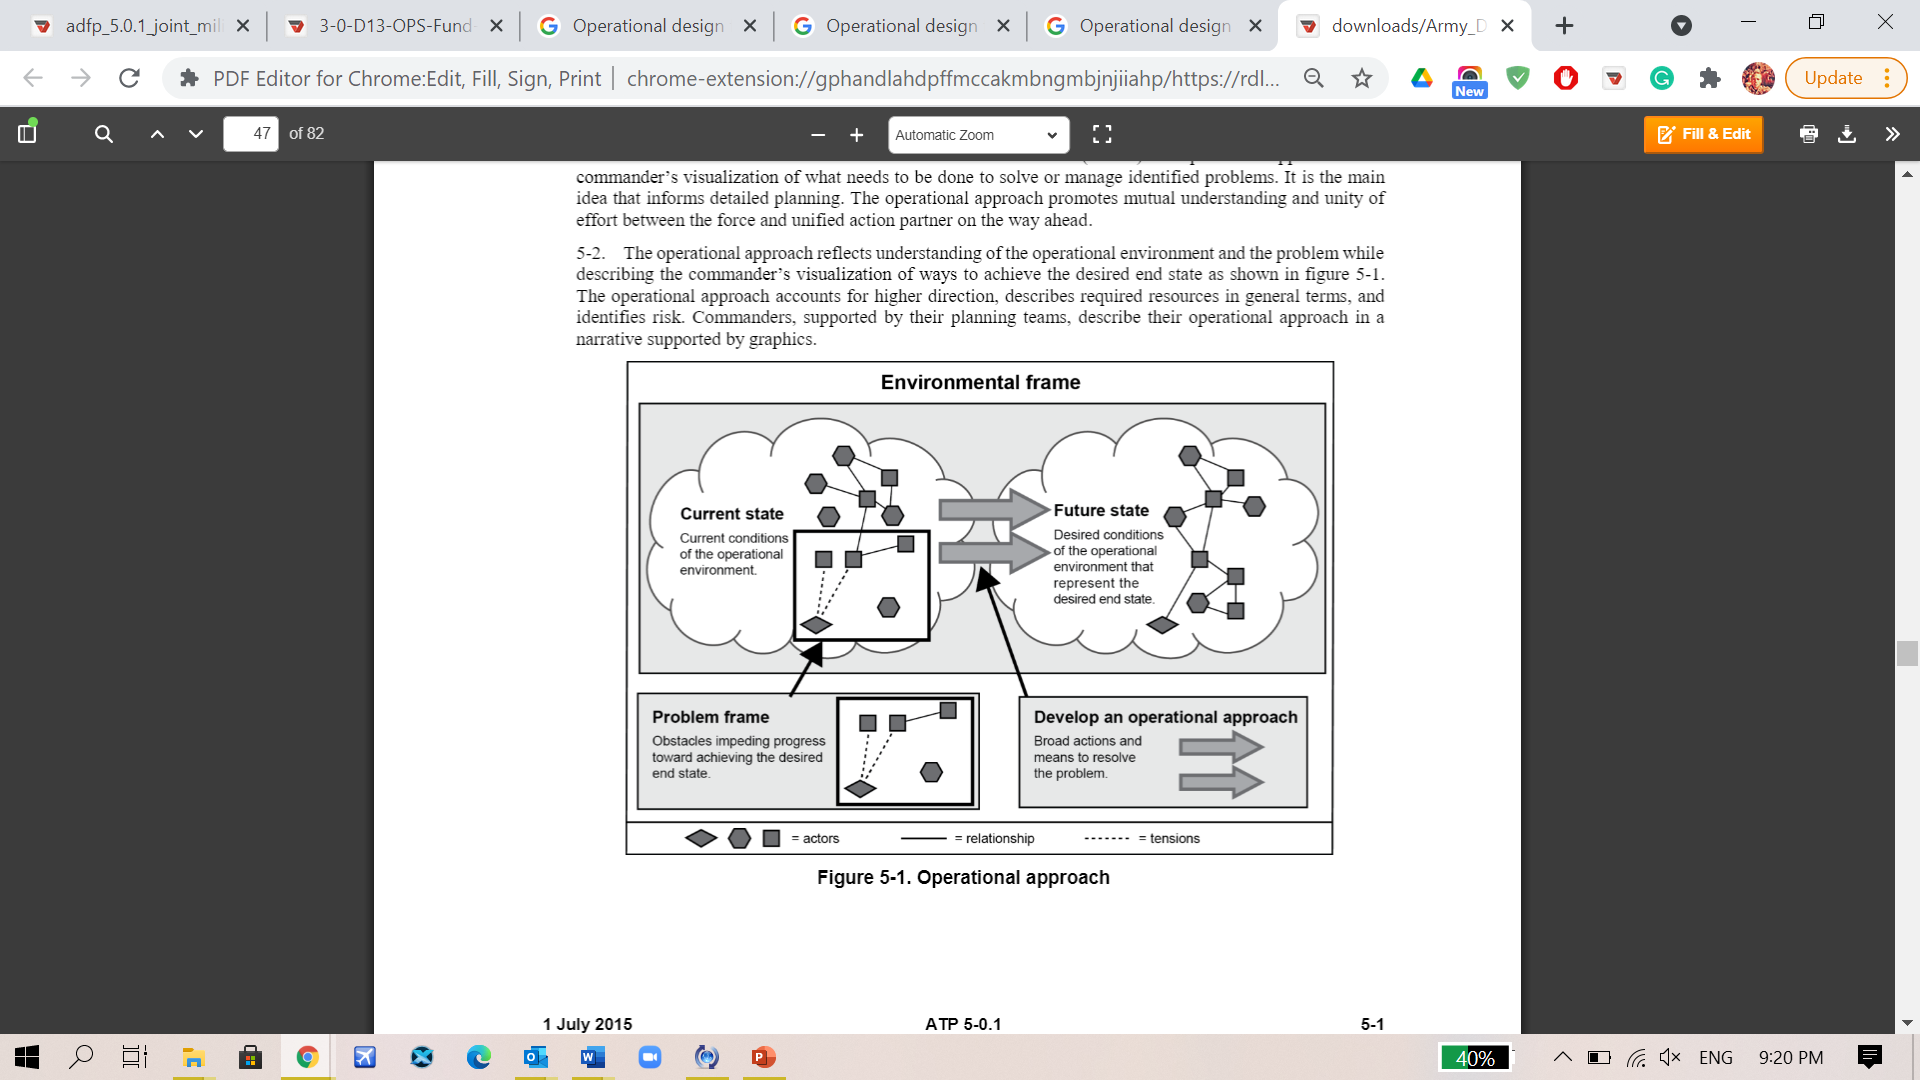 adfp_5.0.1_joint_mil
3-0-D13-OPS-Fund
Operational design
Operational design
Operational design
downloads/Army_D
PDF Editor for Chrome:Edit, Fill, Sign, Print
chrome-extension://gphandlahdpffmccakmbngmbjnjiiahp/https://rdl...
New
Update
47 of 82
Automatic Zoom
Fill & Edit
commander's visualization of what needs to be done to solve or manage identified problems. It is the main
idea that informs detailed planning. The operational approach promotes mutual understanding and unity of
effort between the force and unified action partner on the way ahead.
5-2. The operational approach reflects understanding of the operational environment and the problem while
describing the commander's visualization of ways to achieve the desired end state as shown in figure 5-1.
The operational approach accounts for higher direction, describes required resources in general terms, and
identifies risk. Commanders, supported by their planning teams, describe their operational approach in a
narrative supported by graphics.
Environmental frame
Current state
Current conditions
of the operational
environment.
Future state
Desired conditions
of the operational
environment that
represent the
desired end state.
Problem frame
Obstacles impeding progress
toward achieving the desired
end state.
Develop an operational approach
Broad actions and
means to resolve
the problem.
= actors
= relationship
= tensions
Figure 5-1. Operational approach
1 July 2015
ATP 5-0.1
5-1
40%
ENG
9:20 PM